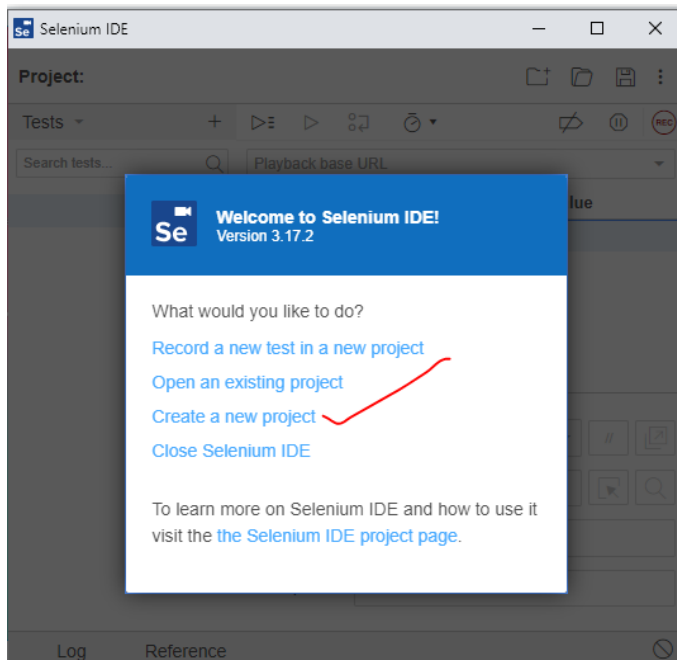 Se Selenium IDE
Project:
Tests
REC
Search tests...
Playback base URL
lue
Se
Welcome to Selenium IDE!
Version 3.17.2
What would you like to do?
Record a new test in a new project
Open an existing project
Create a new project
Close Selenium IDE
To learn more on Selenium IDE and how to use it
visit the the Selenium IDE project page.
//
Log Reference